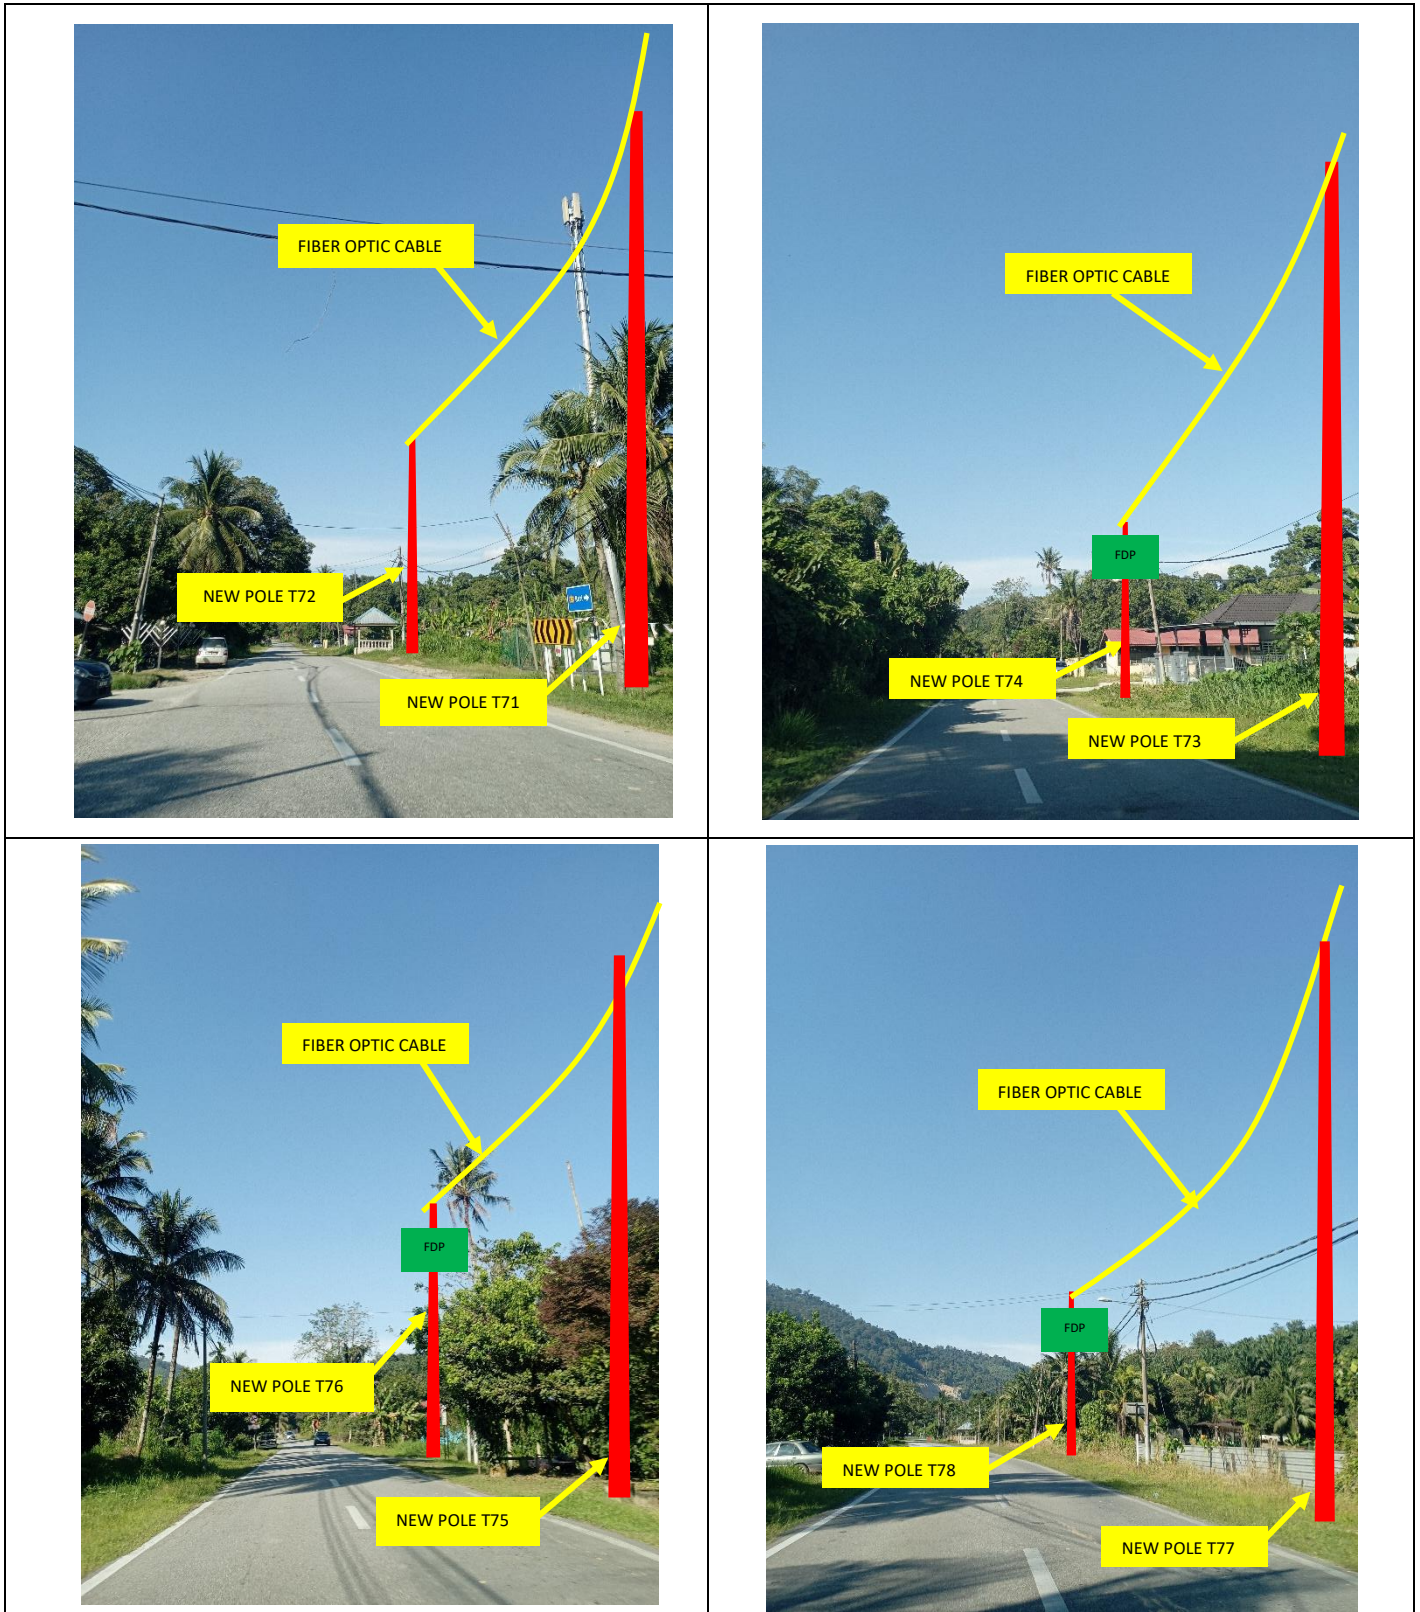 FIBER OPTIC CABLE
NEW POLE T72
NEW POLE T71
FIBER OPTIC CABLE
FDP
NEW POLE T74
NEW POLE T73
FIBER OPTIC CABLE
FDP
NEW POLE T76
NEW POLE T75
FIBER OPTIC CABLE
FDP
NEW POLE T78
NEW POLE T77